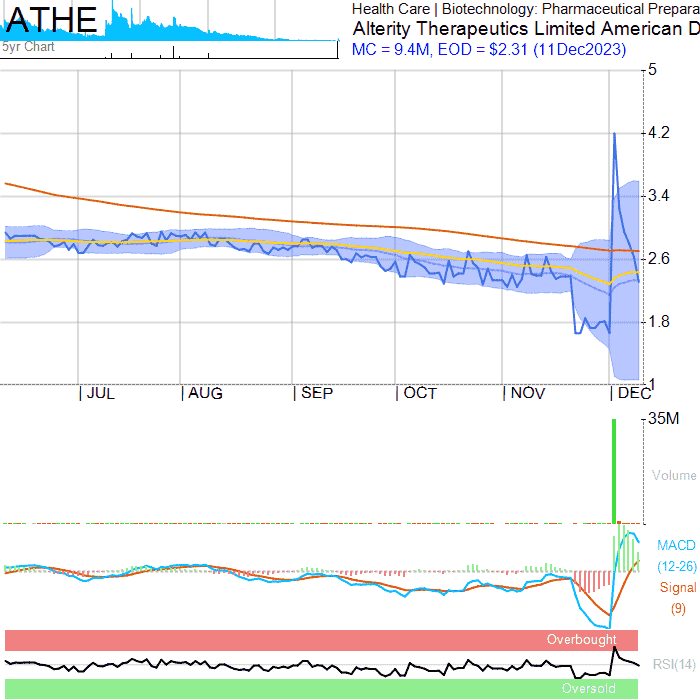 ATHE
5yr Chart
Health Care | Biotechnology: Pharmaceutical Prepara
Alterity Therapeutics Limited American D
MC = 9.4M, EOD = $2.31 (11Dec2023)
5
4.2
3.4
2.6
1.8
1
| JUL | AUG | SEP | OCT | NOV | DEC
35M
Volume
MACD
(12-26)
Signal
(9)
Overbought
RSI(14)
Oversold